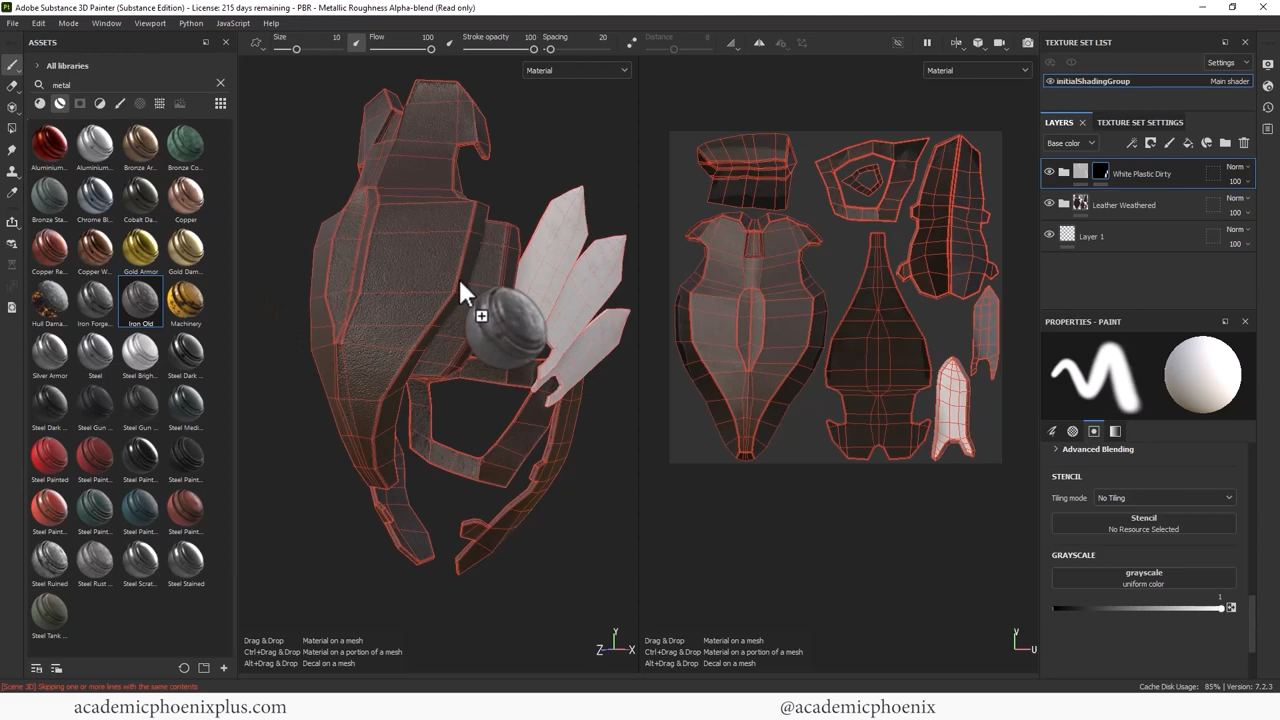 Adobe Substance 3D Painter (Substance Edition) - License: 215 days remaining - PBR - Metallic Roughness Alpha-blend (Read only)
File Edit Mode Window Viewport Python JavaScript Help
ASSETS
Size 10 Flow 100 Stroke opacity 100 Spacing 20 Distance 8
TEXTURE SET LIST
All libraries
Material
Material
Settings
metal
initialShadingGroup Main shader
LAYERS TEXTURE SET SETTINGS
Base color
Aluminium... Aluminium... Bronze Ar... Bronze Co...
White Plastic Dirty Norm 100
Bronze Sta... Chrome Bl... Cobalt Da... Copper
Leather Weathered Norm 100
Layer 1 Norm 100
Copper Re... Copper W... Gold Armor Gold Dam...
Hull Dama... Iron Forge... Iron Old Machinery
PROPERTIES - PAINT
Silver Armor Steel Steel Brigh... Steel Dark ...
Steel Dark ... Steel Gun ... Steel Gun ... Steel Medi...
Steel Painted Steel Paint... Steel Paint... Steel Paint...
Advanced Blending
STENCIL
Tiling mode No Tiling
Steel Paint... Steel Paint... Steel Paint... Steel Paint...
Stencil
No Resource Selected
GRAYSCALE
grayscale
uniform color
1
Steel Ruined Steel Rust ... Steel Scrat... Steel Stained
Steel Tank ...
Drag & Drop Material on a mesh
Ctrl+Drag & Drop Material on a portion of a mesh
Alt+Drag & Drop Decal on a mesh
Y
Z X
Drag & Drop Material on a mesh
Ctrl+Drag & Drop Material on a portion of a mesh
Alt+Drag & Drop Decal on a mesh
V
U
[Scene 3D] Skipping one or more lines with the same contents
Cache Disk Usage: 85% | Version: 7.2.3
academicphoenixplus.com @academicphoenix